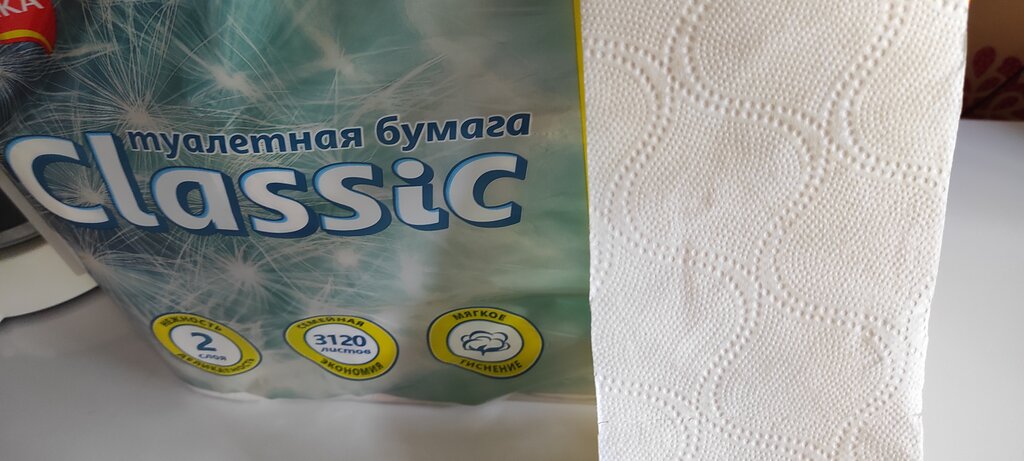 туалетная бумага
Classic
НЕЖНОСТЬ
2
СЛОЯ
ДЕЛИКАТНОСТЬ
СЕМЕЙНАЯ
3120
листов
ЭКОНОМИЯ
МЯГКОЕ
ТИСНЕНИЕ